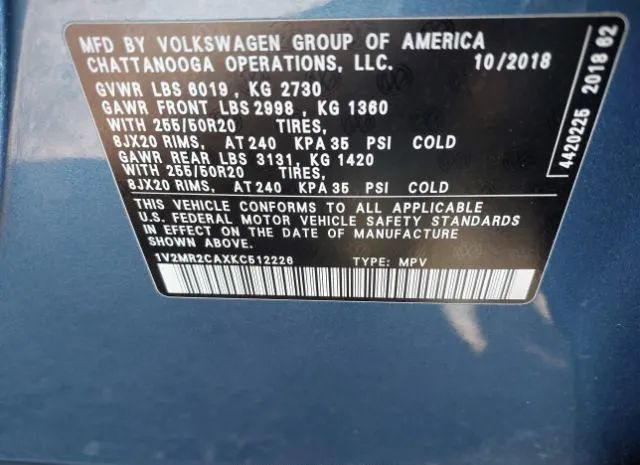 MFD BY VOLKSWAGEN GROUP OF AMERICA
CHATTANOOGA OPERATIONS, LLC. 10/2018
GVWR LBS 6019, KG 2730
GAWR FRONT LBS 2998, KG 1360
WITH 255/50R20 TIRES,
8JX20 RIMS, AT 240 KPA 35 PSI COLD
GAWR REAR LBS 3131, KG 1420
WITH 255/50R20 TIRES,
8JX20 RIMS, AT 240 KPA 35 PSI COLD
THIS VEHICLE CONFORMS TO ALL APPLICABLE
U.S. FEDERAL MOTOR VEHICLE SAFETY STANDARDS
IN EFFECT ON THE DATE OF MANUFACTURE
SHOWN ABOVE.
1V2MR2CAXKC512226 TYPE: MPV
4420225 2018 62